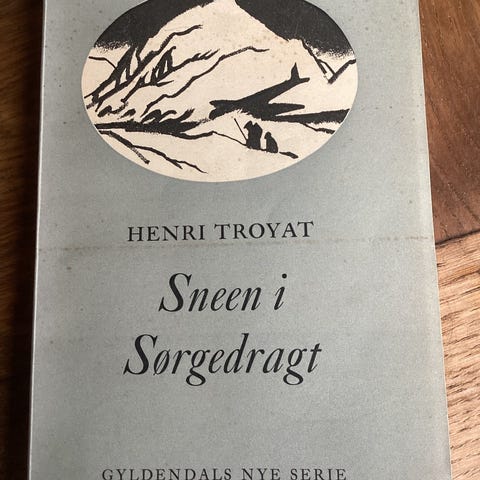 HENRI TROYAT
Sneen i
Sørgedragt
GYLDENDALS NYE SERIE